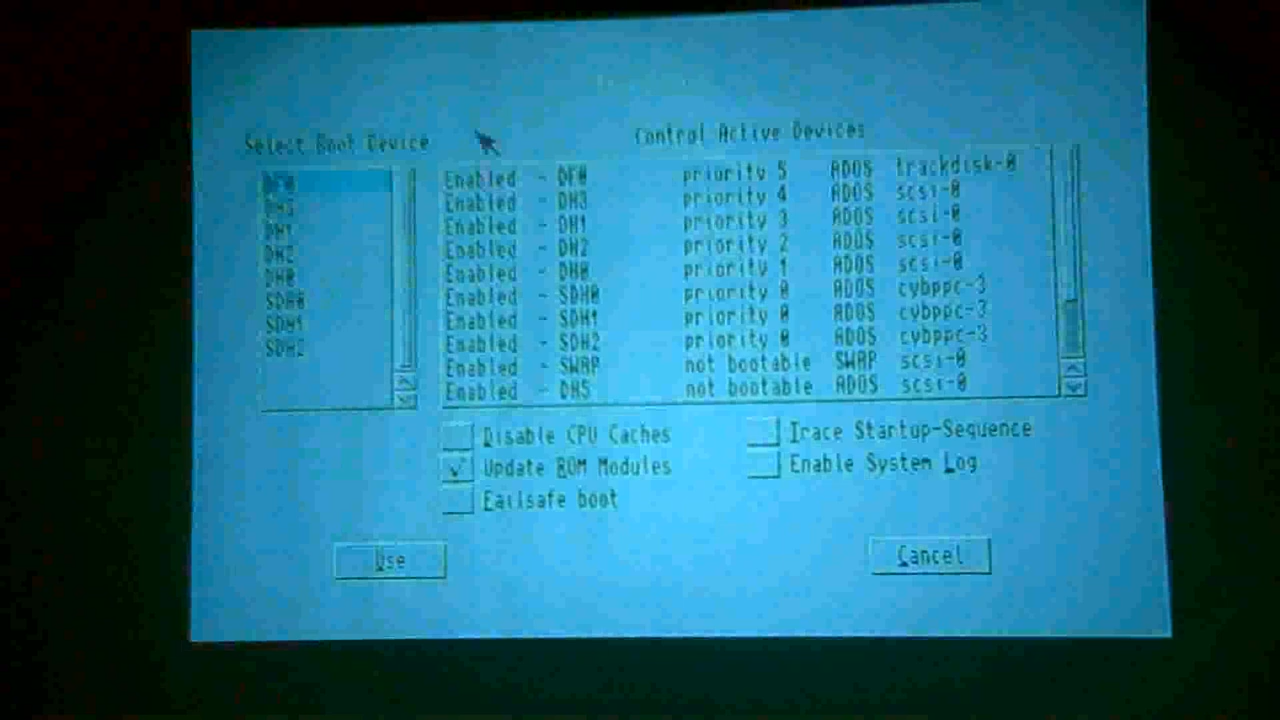 Select Boot Device
Control Active Devices
DF0
DH3
DH1
DH2
DH0
SDH0
SDH1
SDH2
Enabled - DF0 priority 5 ADOS trackdisk-0
Enabled - DH3 priority 4 ADOS scsi-0
Enabled - DH1 priority 3 ADOS scsi-0
Enabled - DH2 priority 2 ADOS scsi-0
Enabled - DH0 priority 1 ADOS scsi-0
Enabled - SDH0 priority 0 ADOS cybppc-3
Enabled - SDH1 priority 0 ADOS cybppc-3
Enabled - SDH2 priority 0 ADOS cybppc-3
Enabled - SWAP not bootable SWAP scsi-0
Enabled - DH5 not bootable ADOS scsi-0
Disable CPU Caches
Trace Startup-Sequence
Update ROM Modules
Enable System Log
Failsafe boot
Use
Cancel